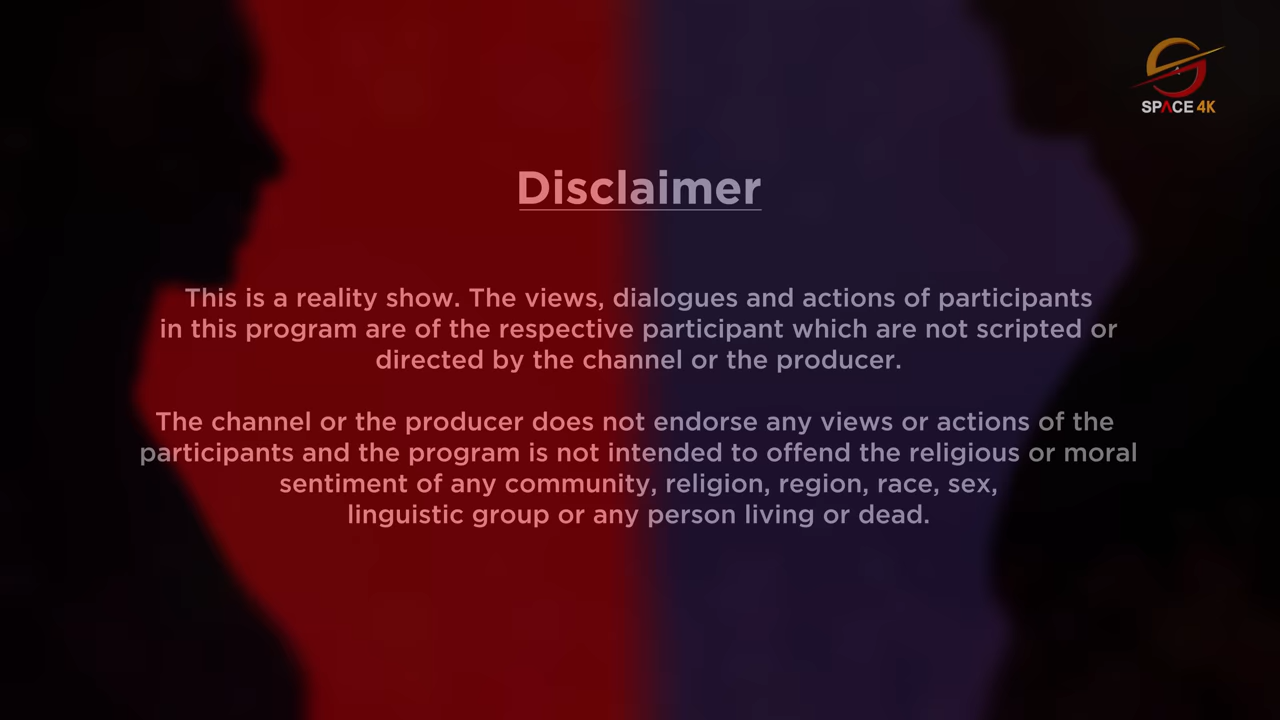 SPACE 4K
Disclaimer
This is a reality show. The views, dialogues and actions of participants
in this program are of the respective participant which are not scripted or
directed by the channel or the producer.
The channel or the producer does not endorse any views or actions of the
participants and the program is not intended to offend the religious or moral
sentiment of any community, religion, region, race, sex,
linguistic group or any person living or dead.